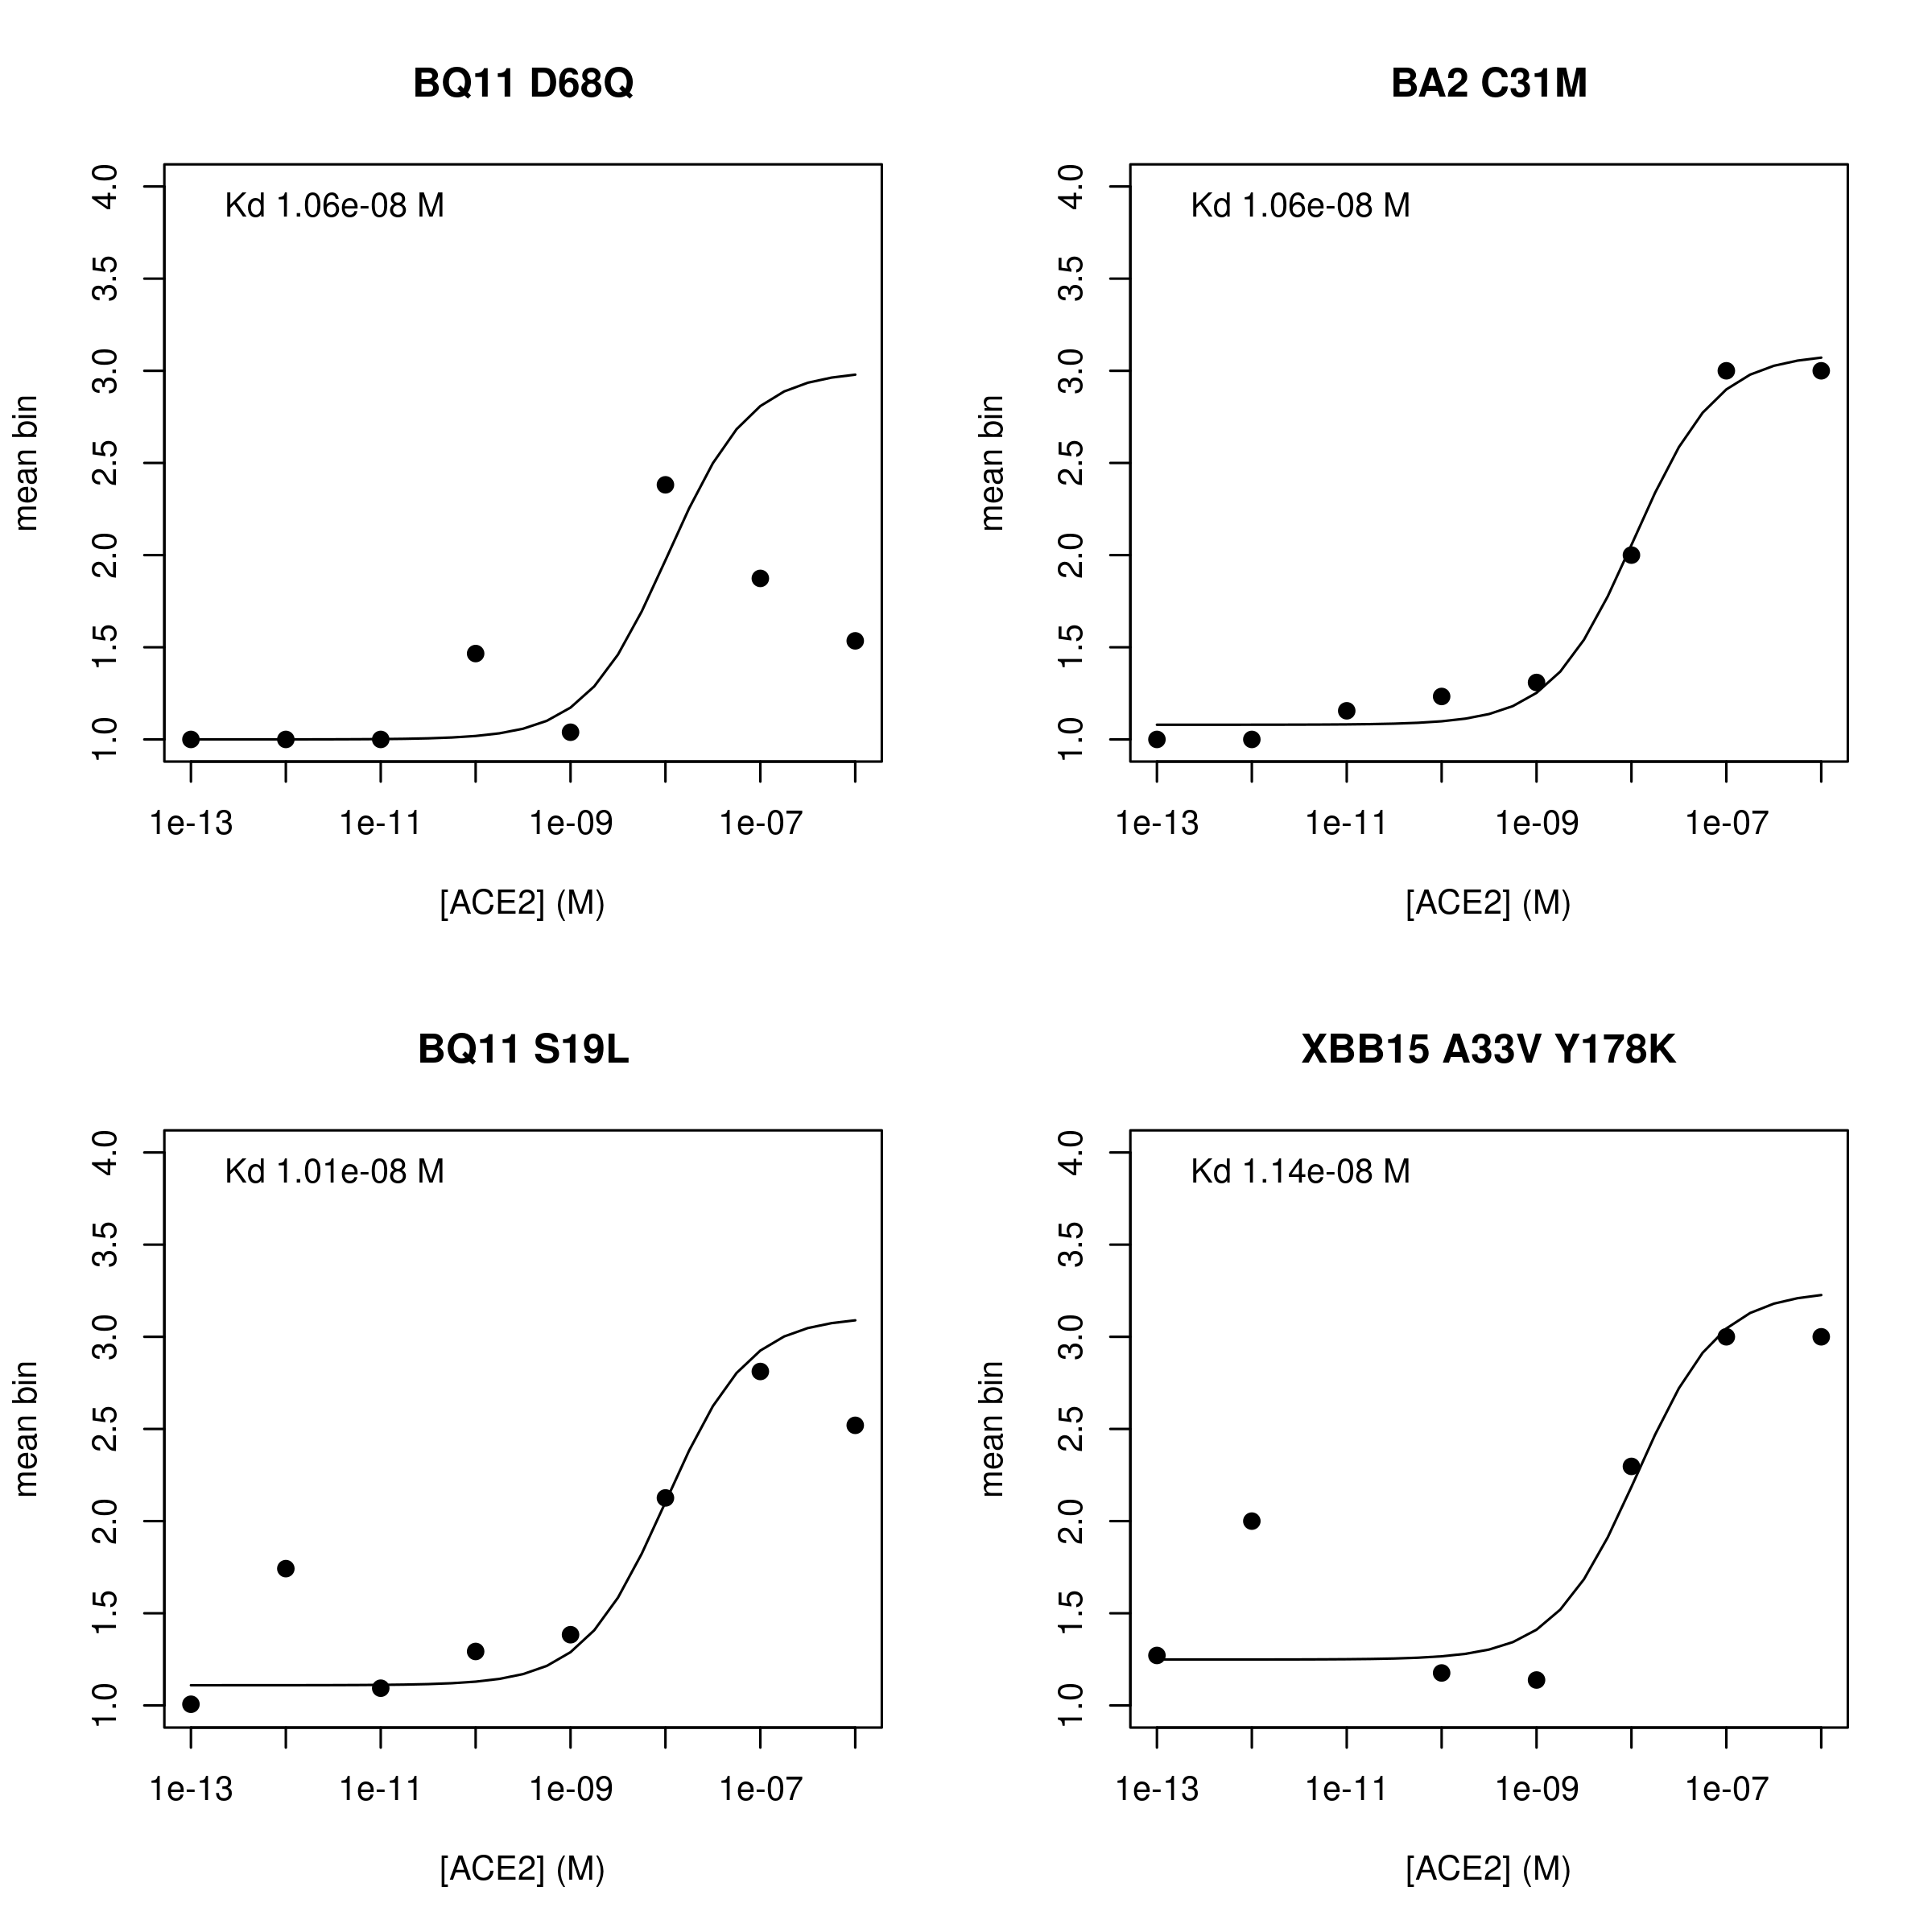 BQ11 D68Q
Kd 1.06e-08 M
mean bin
4.0
3.5
3.0
2.5
2.0
1.5
1.0
1e-13 1e-11 1e-09 1e-07
[ACE2] (M)
BA2 C31M
Kd 1.06e-08 M
mean bin
4.0
3.5
3.0
2.5
2.0
1.5
1.0
1e-13 1e-11 1e-09 1e-07
[ACE2] (M)
BQ11 S19L
Kd 1.01e-08 M
mean bin
4.0
3.5
3.0
2.5
2.0
1.5
1.0
1e-13 1e-11 1e-09 1e-07
[ACE2] (M)
XBB15 A33V Y178K
Kd 1.14e-08 M
mean bin
4.0
3.5
3.0
2.5
2.0
1.5
1.0
1e-13 1e-11 1e-09 1e-07
[ACE2] (M)